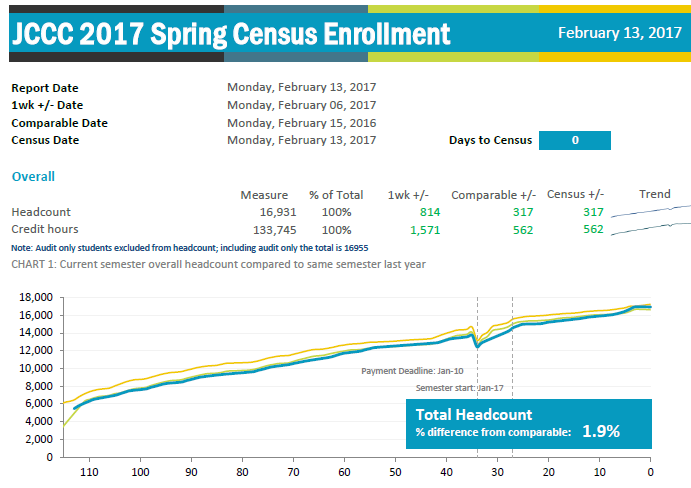 JCCC 2017 Spring Census Enrollment February 13, 2017
Report Date Monday, February 13, 2017
1wk +/- Date Monday, February 06, 2017
Comparable Date Monday, February 15, 2016
Census Date Monday, February 13, 2017 Days to Census 0
Overall
Measure % of Total 1wk +/- Comparable +/- Census +/- Trend
Headcount 16,931 100% 814 317 317
Credit hours 133,745 100% 1,571 562 562
Note: Audit only students excluded from headcount; including audit only the total is 16955
CHART 1: Current semester overall headcount compared to same semester last year
18,000
16,000
14,000
12,000
10,000
8,000
6,000
4,000
2,000
0
Payment Deadline: Jan-10
Semester start: Jan-17
Total Headcount
% difference from comparable: 1.9%
110 100 90 80 70 60 50 40 30 20 10 0